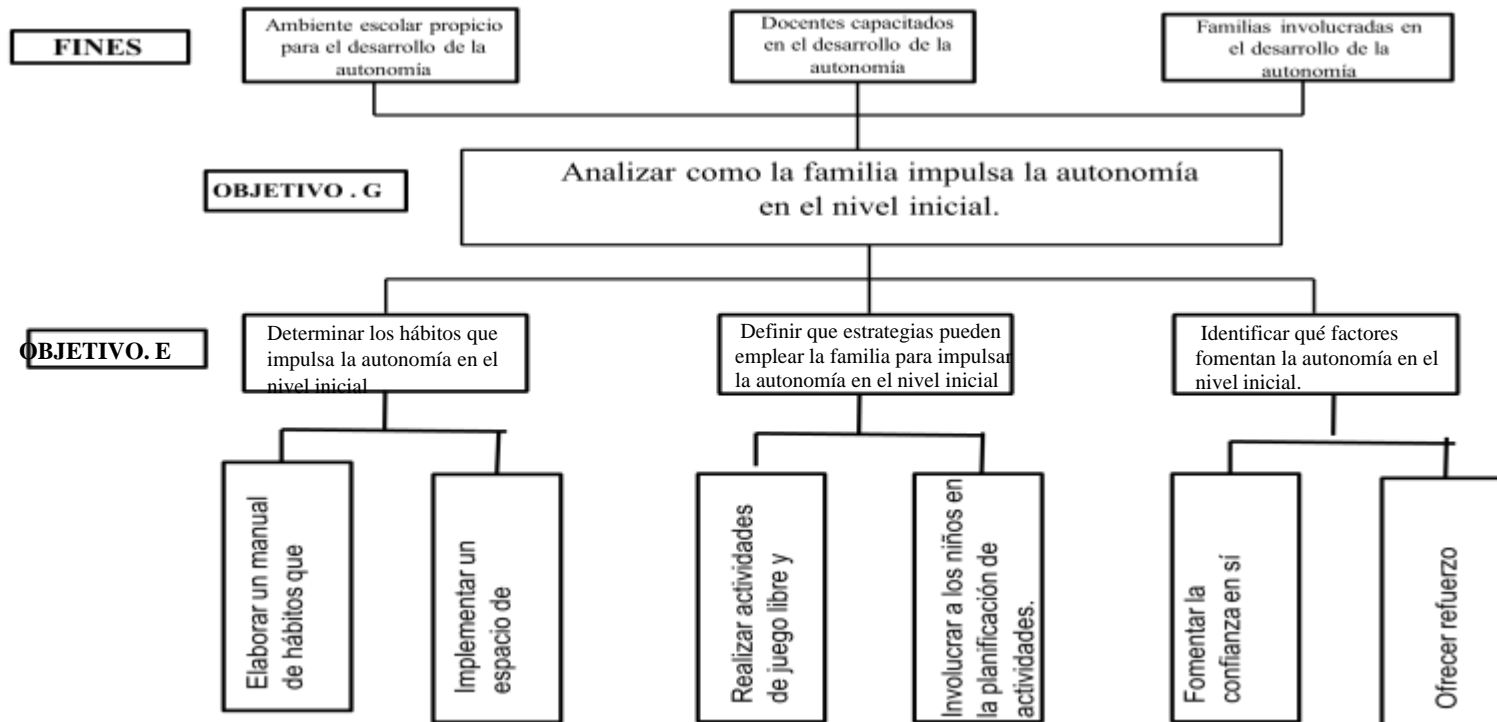 FINES
Ambiente escolar propicio
para el desarrollo de la
autonomía
Docentes capacitados
en el desarrollo de la
autonomía
Familias involucradas en
el desarrollo de la
autonomía
OBJETIVO . G
Analizar como la familia impulsa la autonomía
en el nivel inicial.
OBJETIVO. E
Determinar los hábitos que
impulsa la autonomía en el
nivel inicial
Definir que estrategias pueden
emplear la familia para impulsar
la autonomía en el nivel inicial
Identificar qué factores
fomentan la autonomía en el
nivel inicial.
Elaborar un manual
de hábitos que
Implementar un
espacio de
Realizar actividades
de juego libre y
Involucrar a los niños en
la planificación de
actividades.
Fomentar la
confianza en sí
Ofrecer refuerzo